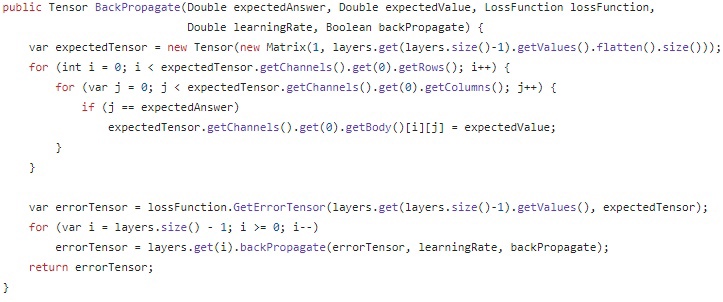 public Tensor BackPropagate(Double expectedAnswer, Double expectedValue, LossFunction lossFunction,
                            Double learningRate, Boolean backPropagate) {
    var expectedTensor = new Tensor(new Matrix(1, layers.get(layers.size()-1).getValues().flatten().size()));
    for (int i = 0; i < expectedTensor.getChannels().get(0).getRows(); i++) {
        for (var j = 0; j < expectedTensor.getChannels().get(0).getColumns(); j++) {
            if (j == expectedAnswer)
                expectedTensor.getChannels().get(0).getBody()[i][j] = expectedValue;
        }
    }

    var errorTensor = lossFunction.GetErrorTensor(layers.get(layers.size()-1).getValues(), expectedTensor);
    for (var i = layers.size() - 1; i >= 0; i--)
        errorTensor = layers.get(i).backPropagate(errorTensor, learningRate, backPropagate);
    return errorTensor;
}